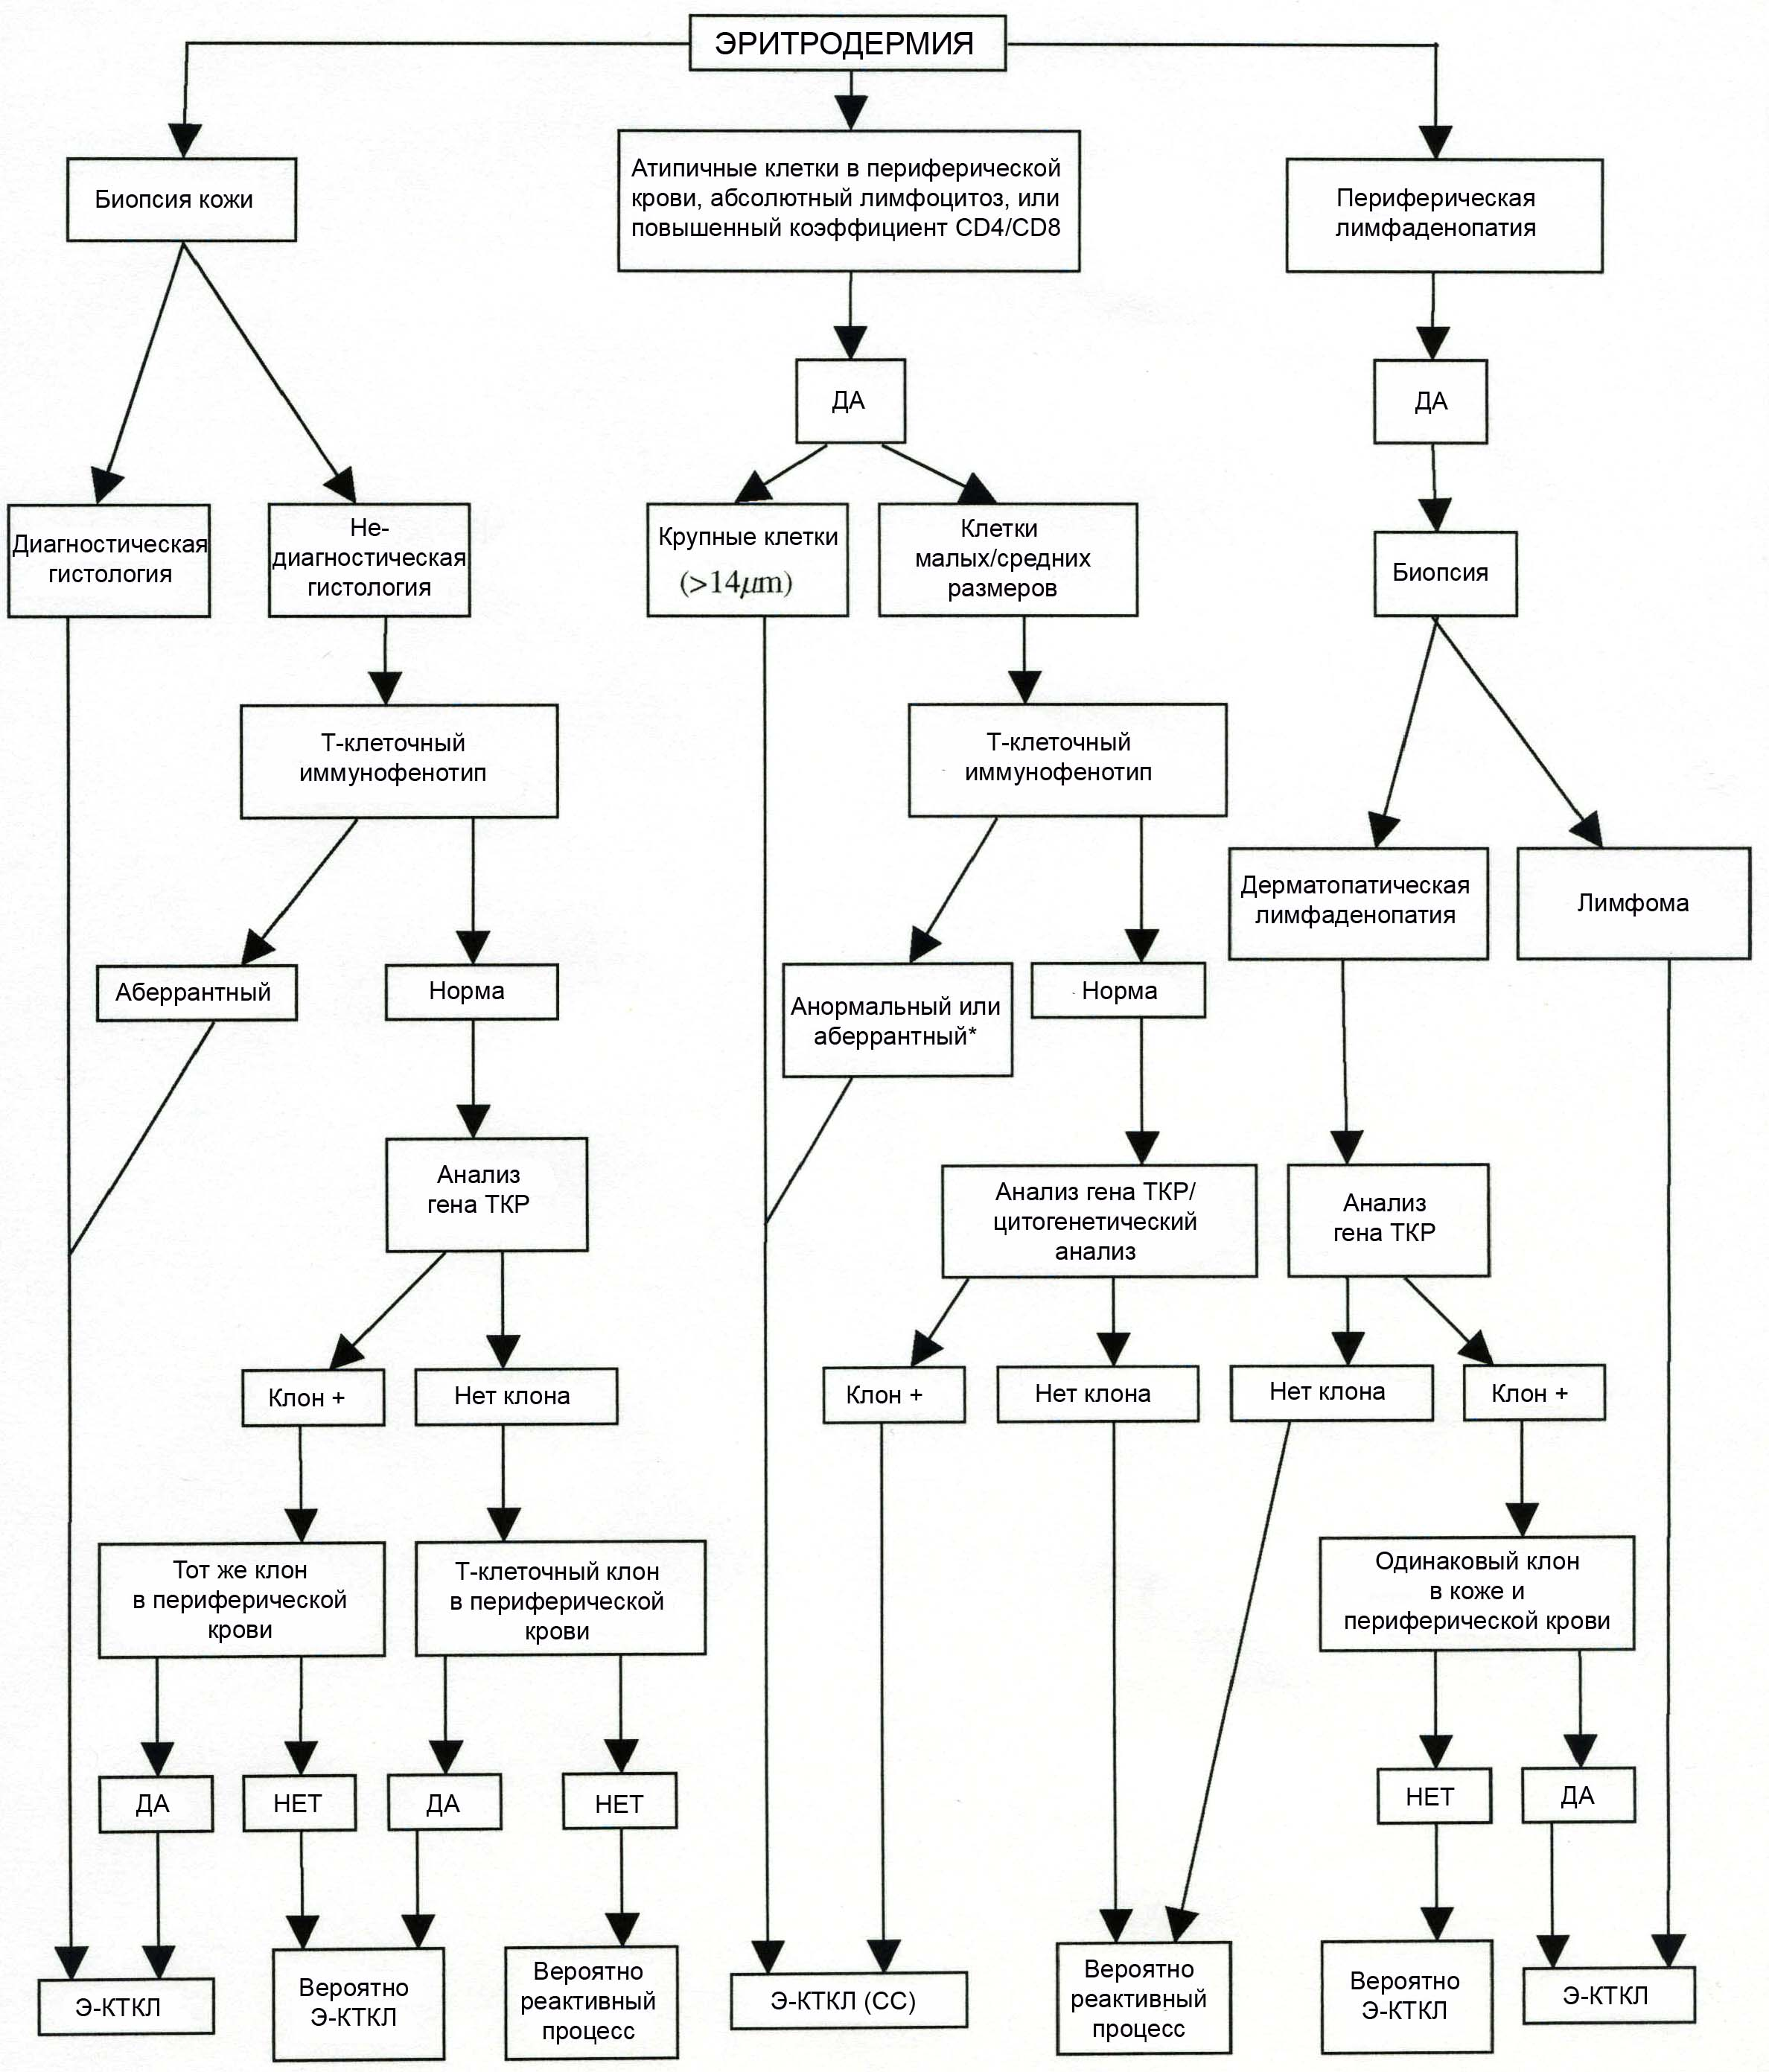 ЭРИТРОДЕРМИЯ
Биопсия кожи
Атипичные клетки в периферической
крови, абсолютный лимфоцитоз, или
повышенный коэффициент CD4/CD8
Периферическая
лимфаденопатия
ДА
ДА
Диагностическая
гистология
Не-
диагностическая
гистология
Крупные клетки
(>14μm)
Клетки
малых/средних
размеров
Биопсия
Т-клеточный
иммунофенотип
Т-клеточный
иммунофенотип
Дерматопатическая
лимфаденопатия
Лимфома
Аберрантный
Норма
Анормальный или
аберрантный*
Норма
Анализ
гена ТКР
Анализ гена ТКР/
цитогенетический
анализ
Анализ
гена ТКР
Клон +
Нет клона
Клон +
Нет клона
Нет клона
Клон +
Тот же клон
в периферической
крови
Т-клеточный клон
в периферической
крови
Одинаковый клон
в коже и
периферической крови
ДА
НЕТ
ДА
НЕТ
НЕТ
ДА
Э-КТКЛ
Вероятно
Э-КТКЛ
Вероятно
реактивный
процесс
Э-КТКЛ (СС)
Вероятно
реактивный
процесс
Вероятно
Э-КТКЛ
Э-КТКЛ